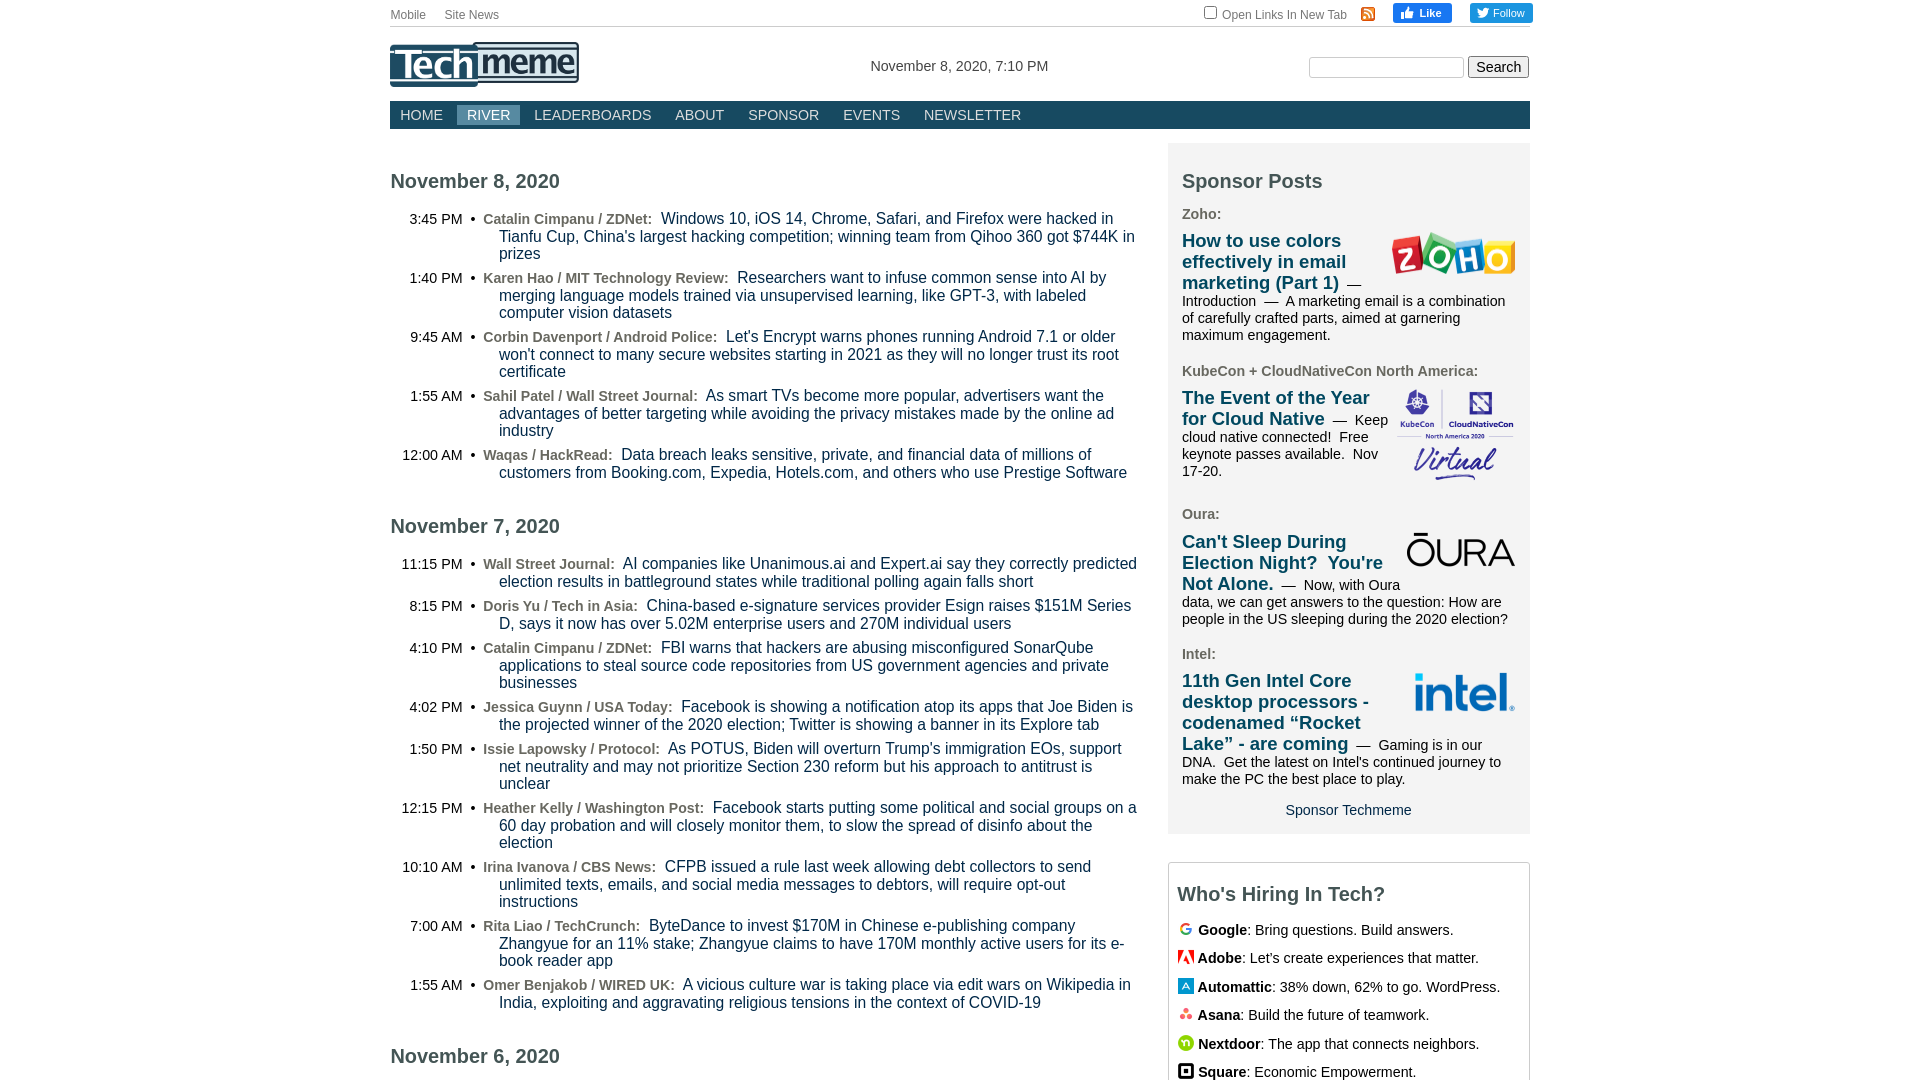 Mobile Site News Open Links In New Tab Like Follow
Techmeme November 8, 2020, 7:10 PM Search
HOME RIVER LEADERBOARDS ABOUT SPONSOR EVENTS NEWSLETTER
November 8, 2020
3:45 PM • Catalin Cimpanu / ZDNet: Windows 10, iOS 14, Chrome, Safari, and Firefox were hacked in
Tianfu Cup, China's largest hacking competition; winning team from Qihoo 360 got $744K in
prizes
1:40 PM • Karen Hao / MIT Technology Review: Researchers want to infuse common sense into AI by
merging language models trained via unsupervised learning, like GPT-3, with labeled
computer vision datasets
9:45 AM • Corbin Davenport / Android Police: Let's Encrypt warns phones running Android 7.1 or older
won't connect to many secure websites starting in 2021 as they will no longer trust its root
certificate
1:55 AM • Sahil Patel / Wall Street Journal: As smart TVs become more popular, advertisers want the
advantages of better targeting while avoiding the privacy mistakes made by the online ad
industry
12:00 AM • Waqas / HackRead: Data breach leaks sensitive, private, and financial data of millions of
customers from Booking.com, Expedia, Hotels.com, and others who use Prestige Software
November 7, 2020
11:15 PM • Wall Street Journal: AI companies like Unanimous.ai and Expert.ai say they correctly predicted
election results in battleground states while traditional polling again falls short
8:15 PM • Doris Yu / Tech in Asia: China-based e-signature services provider Esign raises $151M Series
D, says it now has over 5.02M enterprise users and 270M individual users
4:10 PM • Catalin Cimpanu / ZDNet: FBI warns that hackers are abusing misconfigured SonarQube
applications to steal source code repositories from US government agencies and private
businesses
4:02 PM • Jessica Guynn / USA Today: Facebook is showing a notification atop its apps that Joe Biden is
the projected winner of the 2020 election; Twitter is showing a banner in its Explore tab
1:50 PM • Issie Lapowsky / Protocol: As POTUS, Biden will overturn Trump's immigration EOs, support
net neutrality and may not prioritize Section 230 reform but his approach to antitrust is
unclear
12:15 PM • Heather Kelly / Washington Post: Facebook starts putting some political and social groups on a
60 day probation and will closely monitor them, to slow the spread of disinfo about the
election
10:10 AM • Irina Ivanova / CBS News: CFPB issued a rule last week allowing debt collectors to send
unlimited texts, emails, and social media messages to debtors, will require opt-out
instructions
7:00 AM • Rita Liao / TechCrunch: ByteDance to invest $170M in Chinese e-publishing company
Zhangyue for an 11% stake; Zhangyue claims to have 170M monthly active users for its e-
book reader app
1:55 AM • Omer Benjakob / WIRED UK: A vicious culture war is taking place via edit wars on Wikipedia in
India, exploiting and aggravating religious tensions in the context of COVID-19
November 6, 2020
Sponsor Posts
Zoho:
How to use colors
effectively in email
marketing (Part 1) —
Introduction — A marketing email is a combination
of carefully crafted parts, aimed at garnering
maximum engagement.
ZOHO
KubeCon + CloudNativeCon North America:
The Event of the Year
for Cloud Native — Keep
cloud native connected! Free
keynote passes available. Nov
17-20.
KubeCon CloudNativeCon
North America 2020
Virtual
Oura:
Can't Sleep During
Election Night? You're
Not Alone. — Now, with Oura
data, we can get answers to the question: How are
people in the US sleeping during the 2020 election?
ŌURA
Intel:
11th Gen Intel Core
desktop processors -
codenamed “Rocket
Lake” - are coming — Gaming is in our
DNA. Get the latest on Intel's continued journey to
make the PC the best place to play.
intel®
Sponsor Techmeme
Who's Hiring In Tech?
Google: Bring questions. Build answers.
Adobe: Let's create experiences that matter.
Automattic: 38% down, 62% to go. WordPress.
Asana: Build the future of teamwork.
Nextdoor: The app that connects neighbors.
Square: Economic Empowerment.